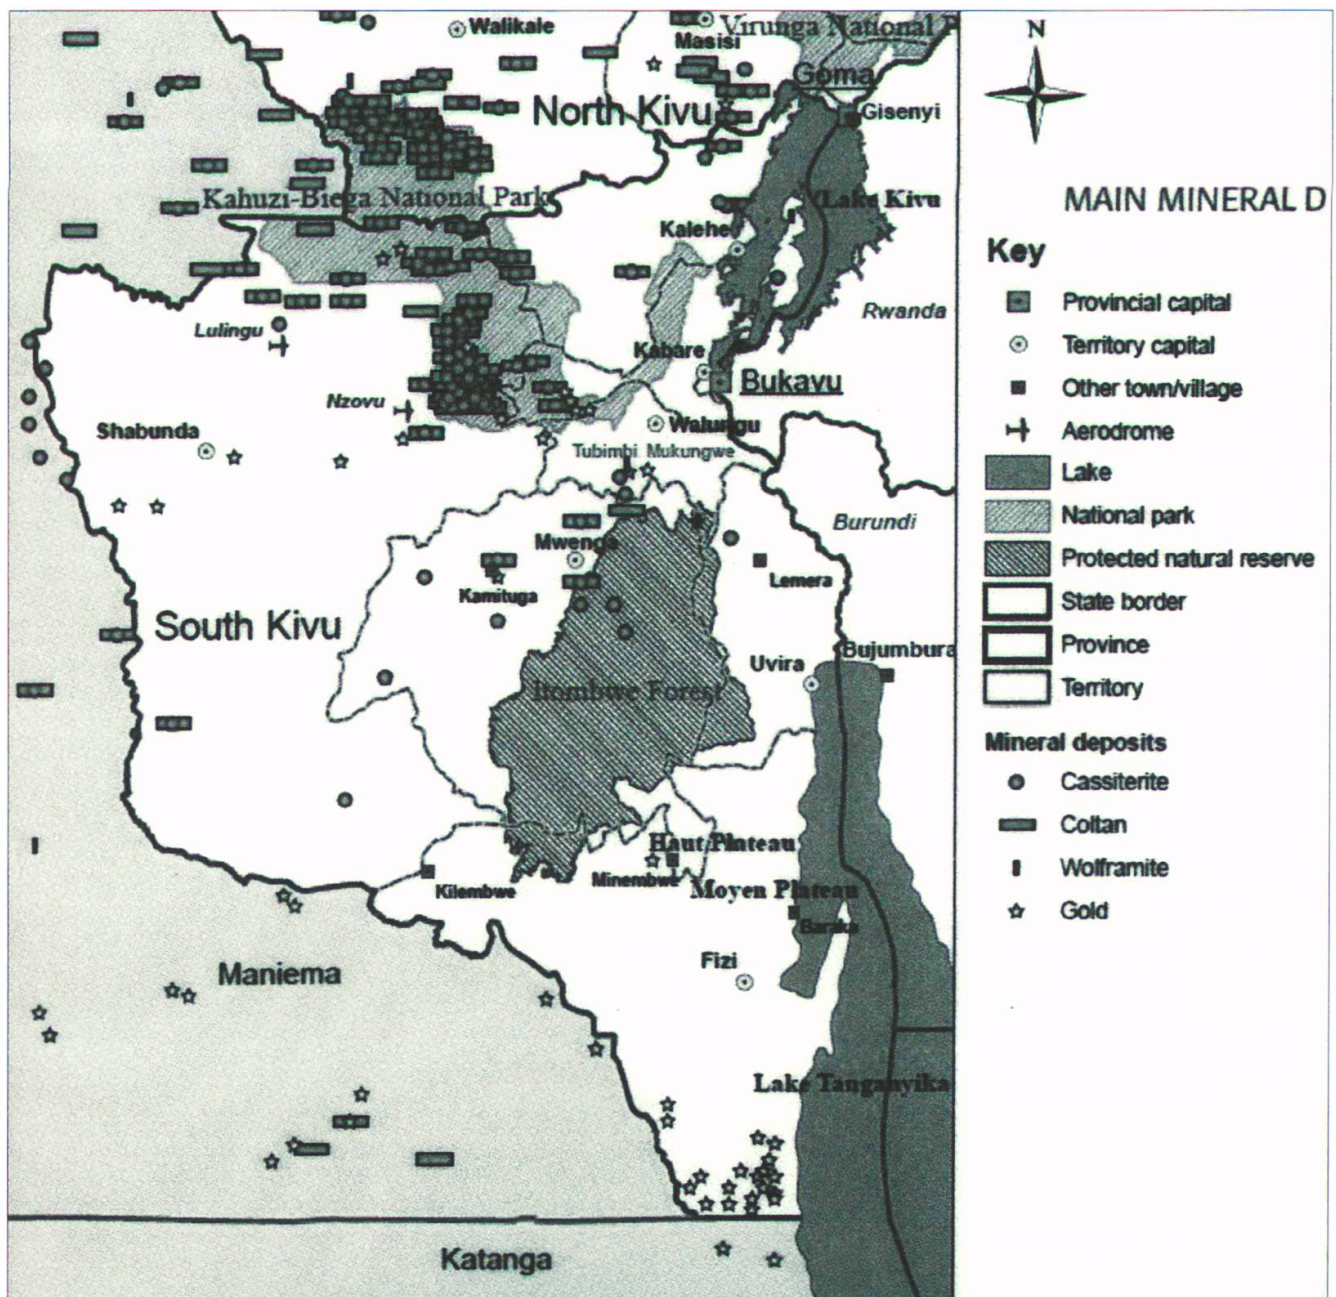 Walikale
Virunga National P
Masisi
Goma
North Kivu
Gisenyi
Kahuzi-Biega National Park
Lake Kivu
Kalehe
Rwanda
Lulingu
Kabare
Bukavu
Nzovu
Shabunda
Walungu
Tubimbi Mukungwe
Burundi
Mwenga
Lemera
Kamituga
South Kivu
Bujumbura
Uvira
Itombwe Forest
Haut Plateau
Minembwe
Kilembwe
Moyen Plateau
Baraka
Fizi
Maniema
Lake Tanganyika
Katanga
N
MAIN MINERAL D
Key
Provincial capital
Territory capital
Other town/village
Aerodrome
Lake
National park
Protected natural reserve
State border
Province
Territory
Mineral deposits
Cassiterite
Coltan
Wolframite
Gold